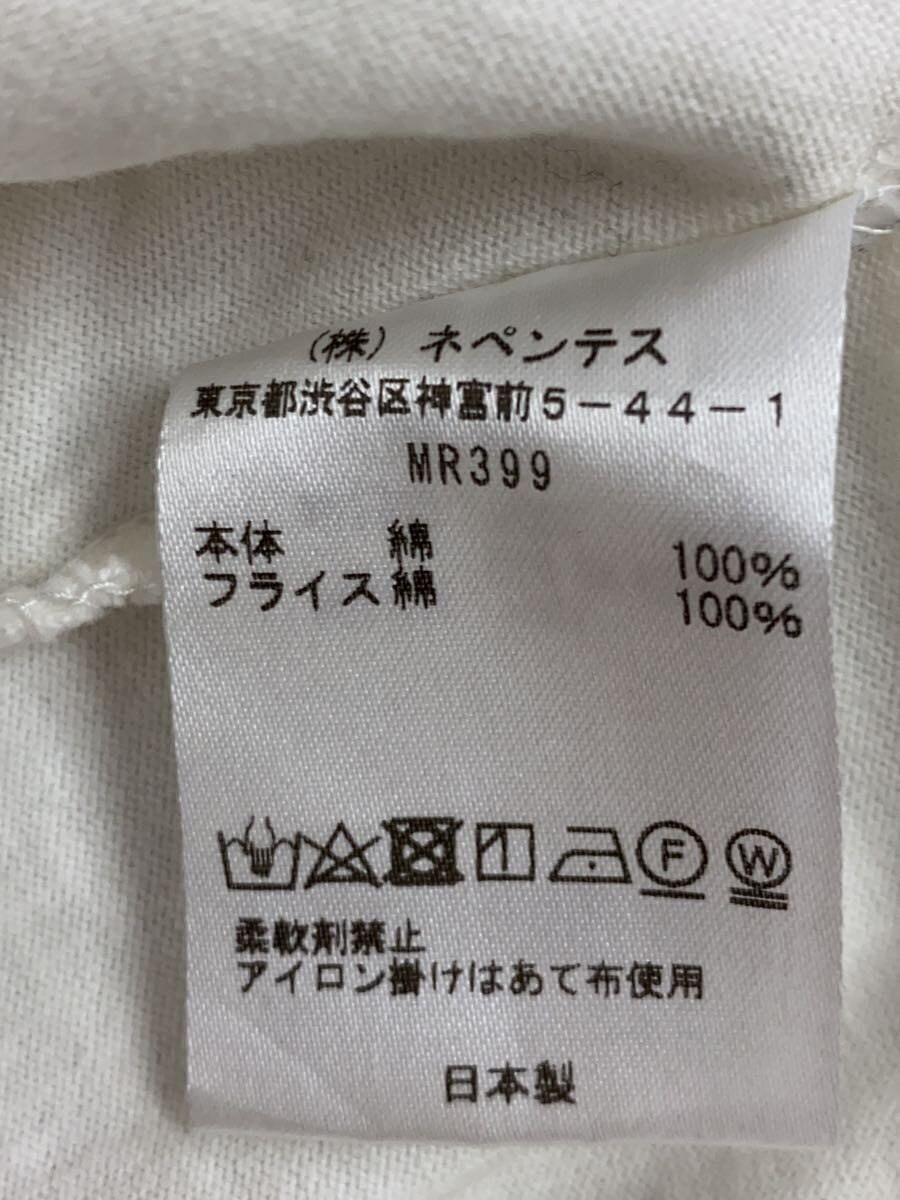 (株) ネペンテス
東京都渋谷区神宮前5-44-1
MR399
本体 綿 100%
フライス綿 100%
F W
柔軟剤禁止
アイロン掛けはあて布使用
日本製